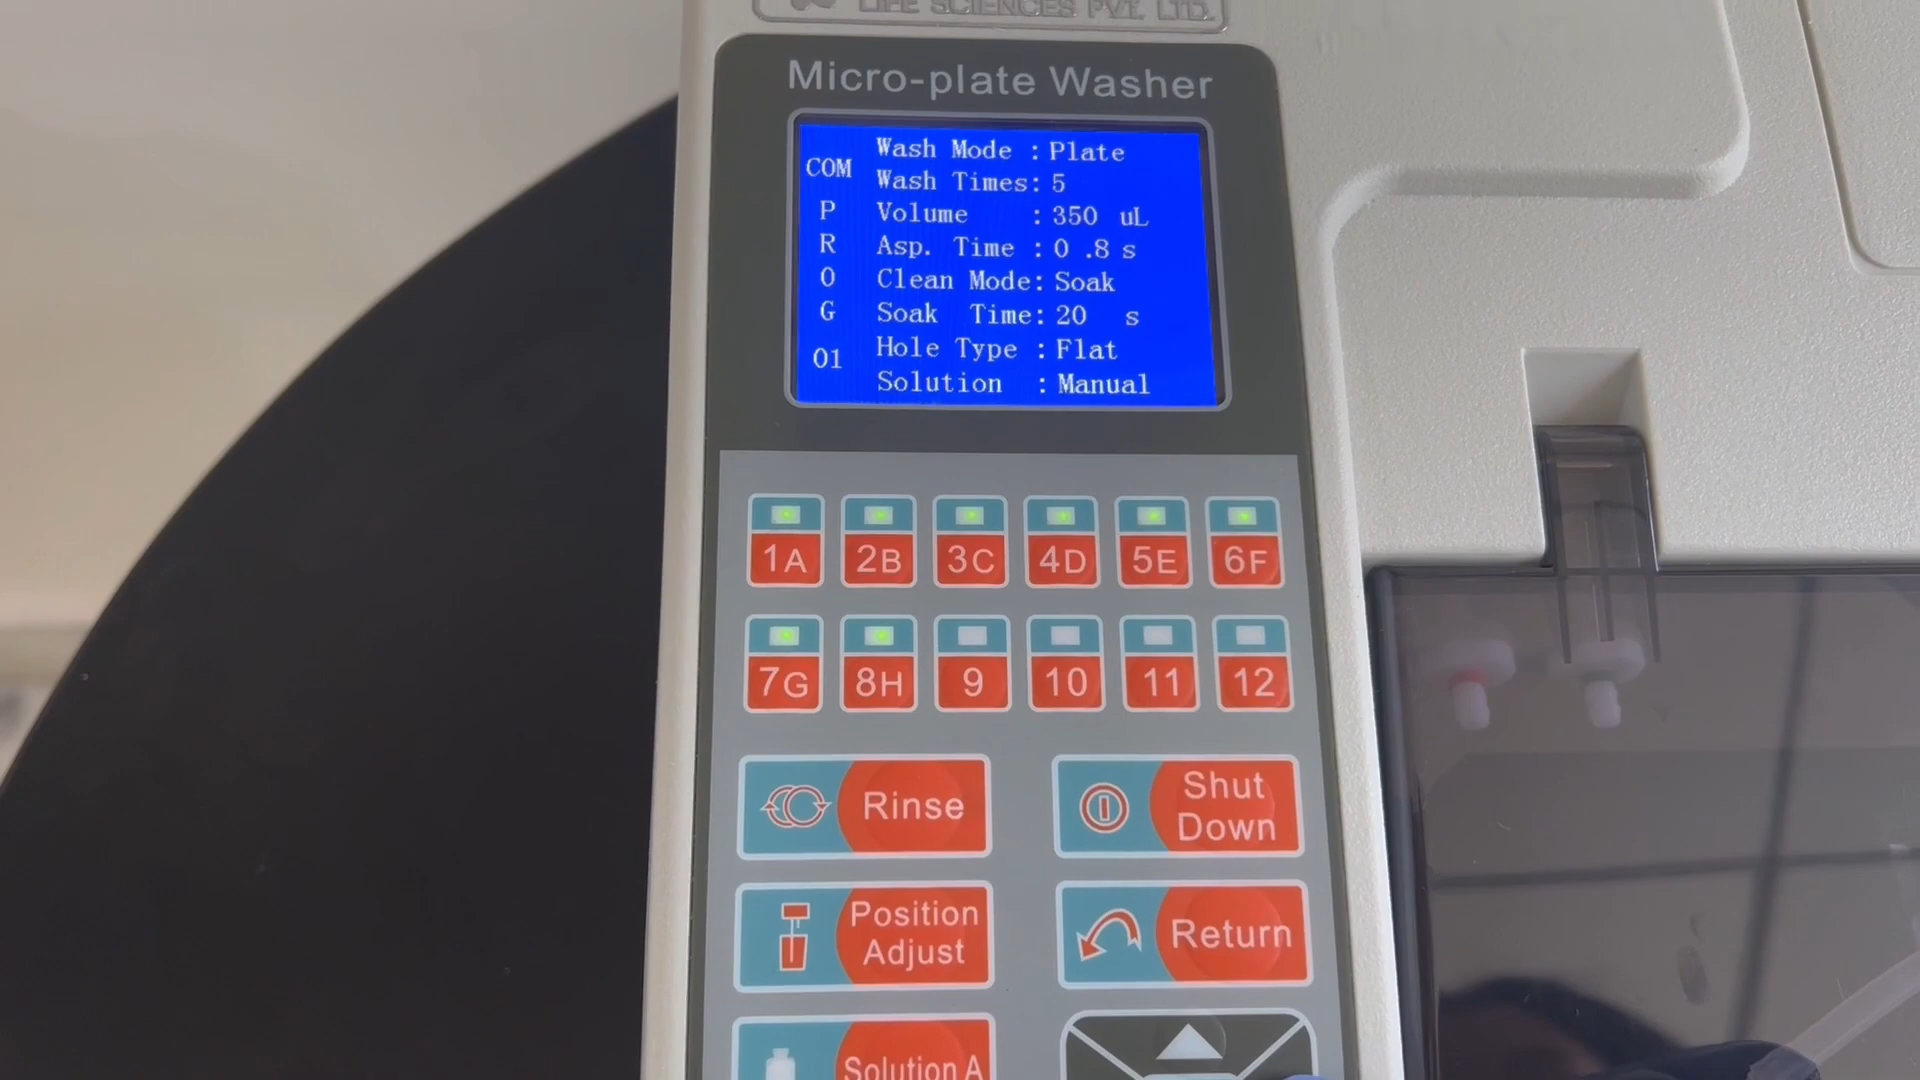 LIFE SCIENCES PVT. LTD.
Micro-plate Washer
COM
P
R
O
G
01
Wash Mode : Plate
Wash Times: 5
Volume : 350 uL
Asp. Time : 0 .8 s
Clean Mode: Soak
Soak Time: 20 s
Hole Type : Flat
Solution : Manual
1A 2B 3C 4D 5E 6F
7G 8H 9 10 11 12
Rinse
Shut
Down
Position
Adjust
Return
Solution A